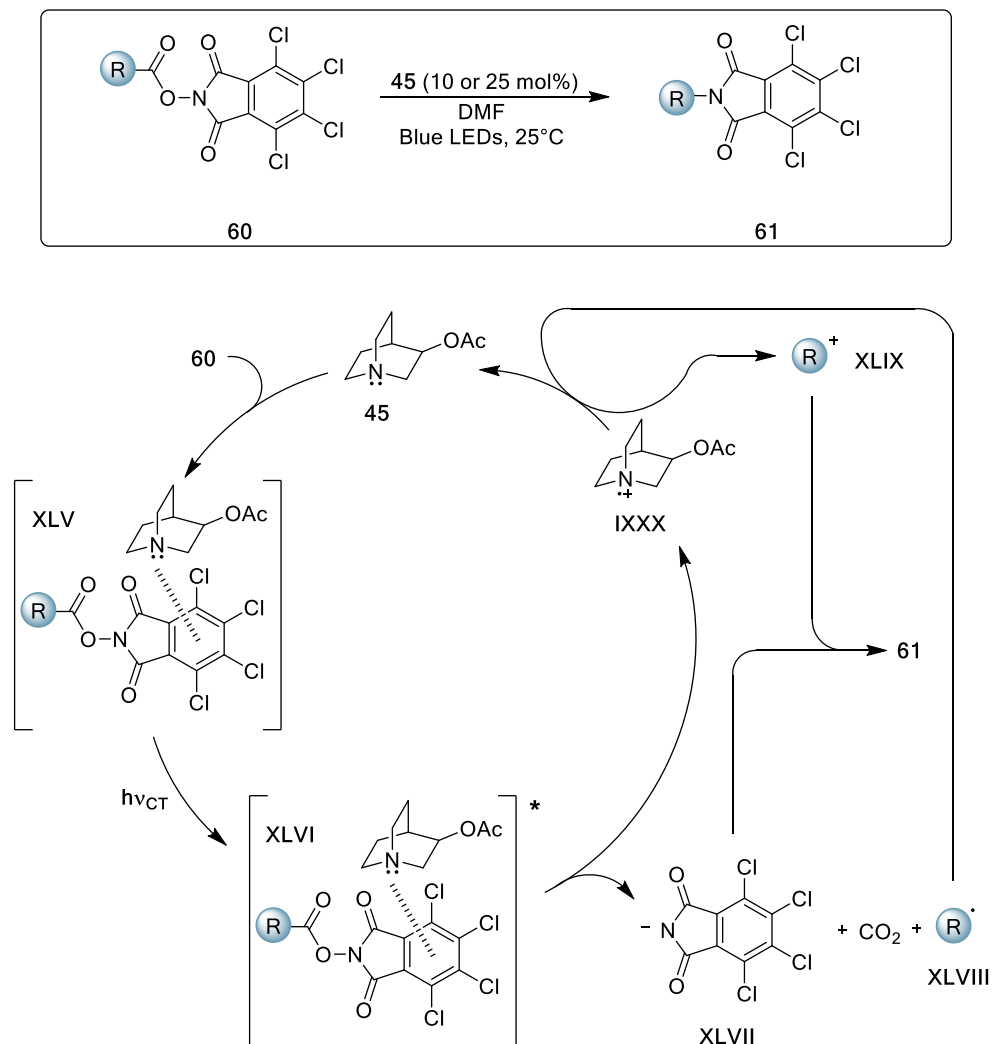 R
O
O
N
O
O
Cl
Cl
Cl
Cl
60
45 (10 or 25 mol%)
DMF
Blue LEDs, 25°C
R
N
O
O
Cl
Cl
Cl
Cl
61
60
N
OAc
45
R
+
XLIX
N
•+
OAc
IXXX
XLV
N
OAc
R
O
O
N
O
O
Cl
Cl
Cl
Cl
61
hνCT
XLVI
*
N
OAc
R
O
O
N
O
O
Cl
Cl
Cl
Cl
−
N
O
O
Cl
Cl
Cl
Cl
XLVII
+ CO2 +
R
•
XLVIII